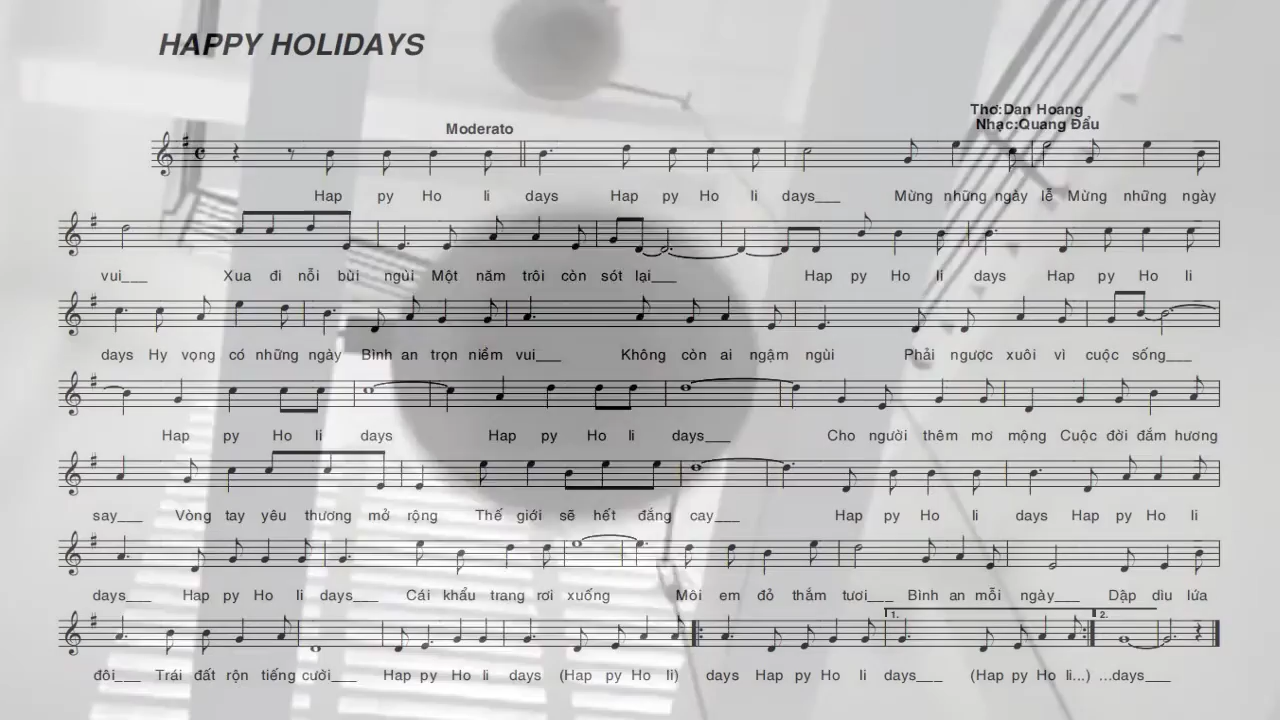 HAPPY HOLIDAYS
Thơ:Dan Hoang
Moderato
Nhạc:Quang Đẩu
Hap py Ho li days Hap py Ho li days___ Mừng những ngày lễ Mừng những ngày
vui___ Xua đi nỗi bùi ngùi Một năm trôi còn sót lại___ Hap py Ho li days Hap py Ho li
days Hy vọng có những ngày Bình an trọn niềm vui___ Không còn ai ngậm ngùi Phải ngược xuôi vì cuộc sống___
Hap py Ho li days Hap py Ho li days___ Cho người thêm mơ mộng Cuộc đời đắm hương
say___ Vòng tay yêu thương mở rộng Thế giới sẽ hết đắng cay___ Hap py Ho li days Hap py Ho li
days___ Hap py Ho li days___ Cái khẩu trang rơi xuống Môi em đỏ thắm tươi___ Bình an mỗi ngày___ Dập dìu lứa
1. 2.
đôi___ Trái đất rộn tiếng cười___ Hap py Ho li days (Hap py Ho li) days Hap py Ho li days___ (Hap py Ho li...) ...days___